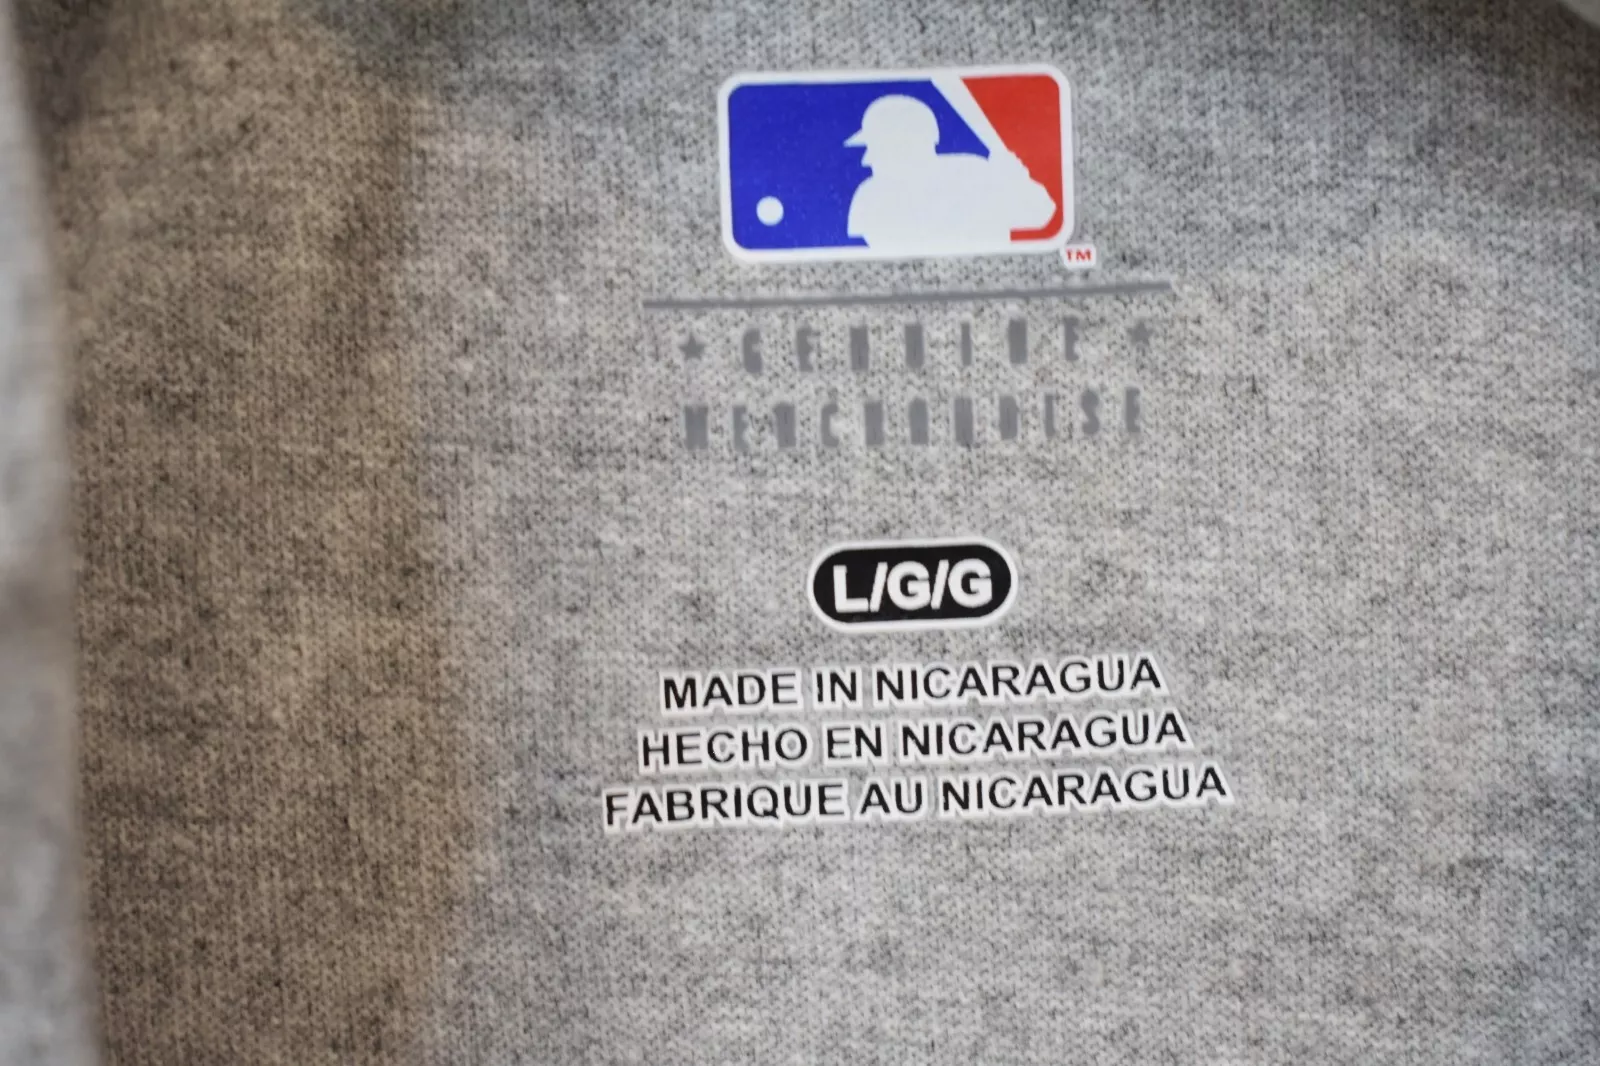 TM
★ GENUINE ★
MERCHANDISE
L/G/G
MADE IN NICARAGUA
HECHO EN NICARAGUA
FABRIQUE AU NICARAGUA